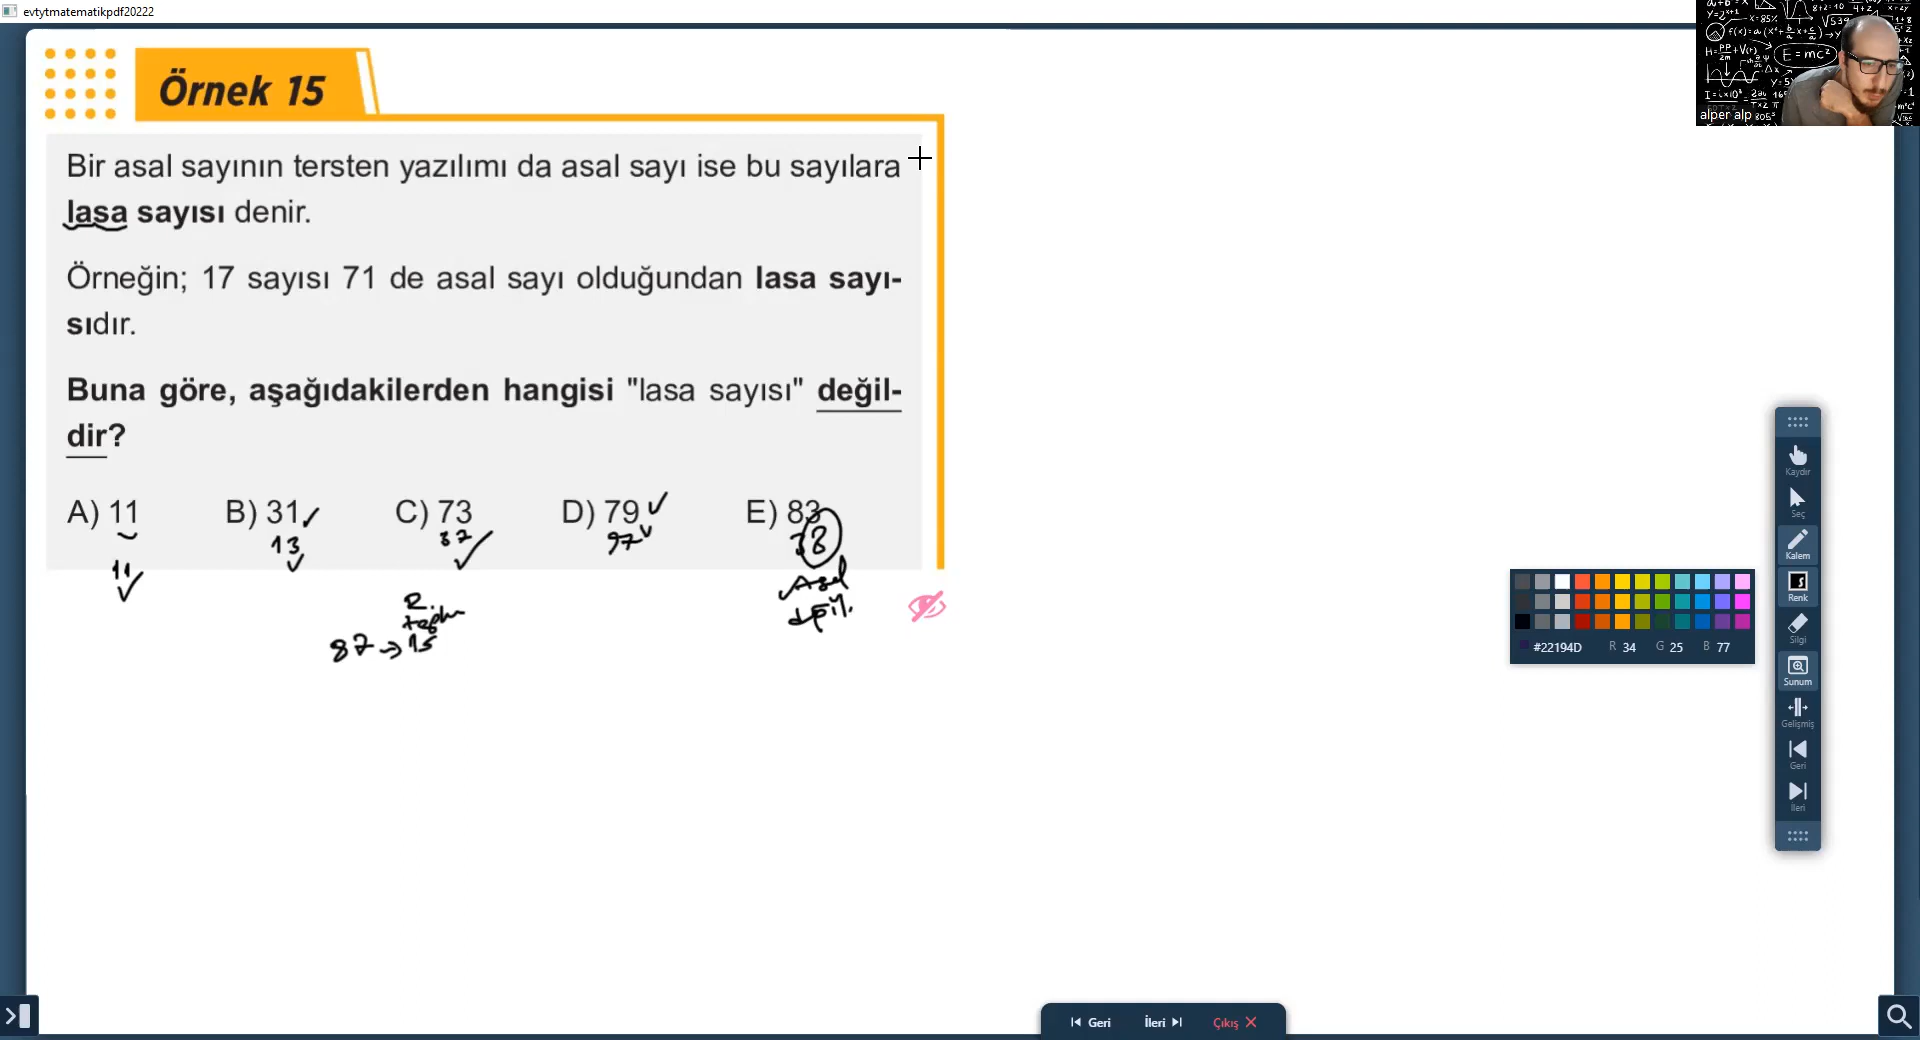 evtytmatematikpdf20222
Örnek 15
Bir asal sayının tersten yazılımı da asal sayı ise bu sayılara
lasa sayısı denir.
Örneğin; 17 sayısı 71 de asal sayı olduğundan lasa sayı-
sıdır.
Buna göre, aşağıdakilerden hangisi "lasa sayısı" değil-
dir?
A) 11 B) 31 ✓ C) 73 D) 79 ✓ E) 83
11 ✓ 13 ✓ 37 ✓ 97 ✓ 38
Asal
değil.
R.
87 → 15
alper alp
E = mc²
Kaydır
Seç
Kalem
Renk
Silgi
Sunum
Gelişmiş
Geri
İleri
#22194D R 34 G 25 B 77
Geri İleri Çıkış